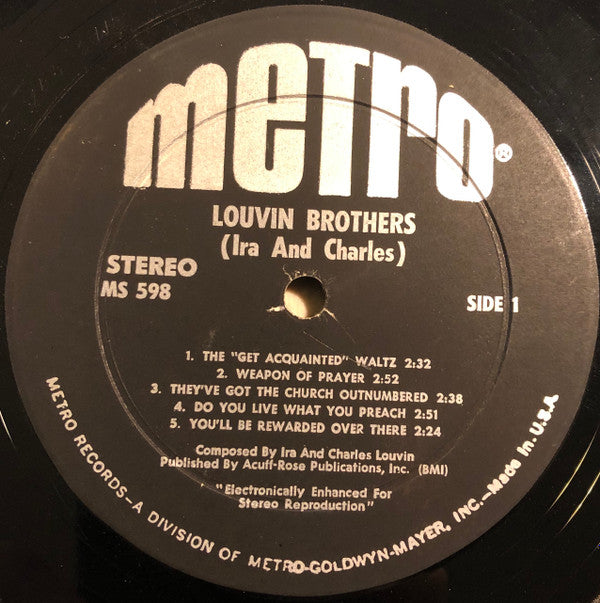 metro®
LOUVIN BROTHERS
(Ira And Charles)
STEREO
MS 598
SIDE 1
1. THE "GET ACQUAINTED" WALTZ 2:32
2. WEAPON OF PRAYER 2:52
3. THEY'VE GOT THE CHURCH OUTNUMBERED 2:38
4. DO YOU LIVE WHAT YOU PREACH 2:51
5. YOU'LL BE REWARDED OVER THERE 2:24
Composed By Ira And Charles Louvin
Published By Acuff-Rose Publications, Inc. (BMI)
"Electronically Enhanced For
Stereo Reproduction"
METRO RECORDS—A DIVISION OF METRO-GOLDWYN-MAYER, INC.—Made in U.S.A.